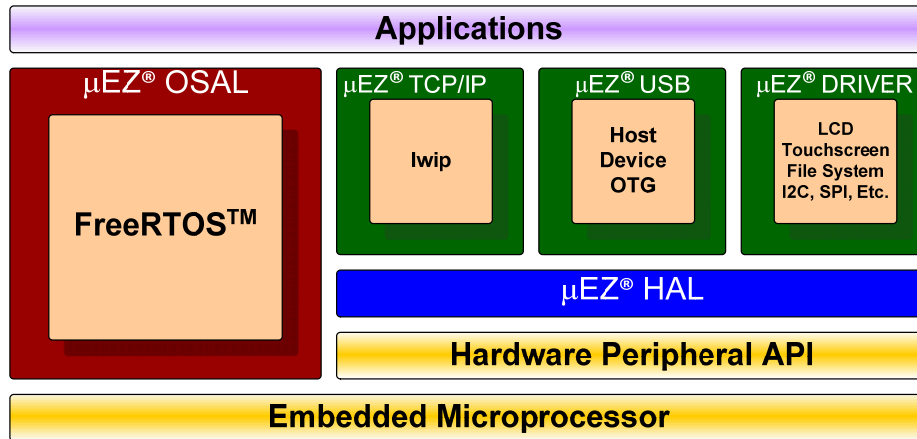 Applications
µEZ® OSAL
FreeRTOS™
µEZ® TCP/IP
lwip
µEZ® USB
Host
Device
OTG
µEZ® DRIVER
LCD
Touchscreen
File System
I2C, SPI, Etc.
µEZ® HAL
Hardware Peripheral API
Embedded Microprocessor